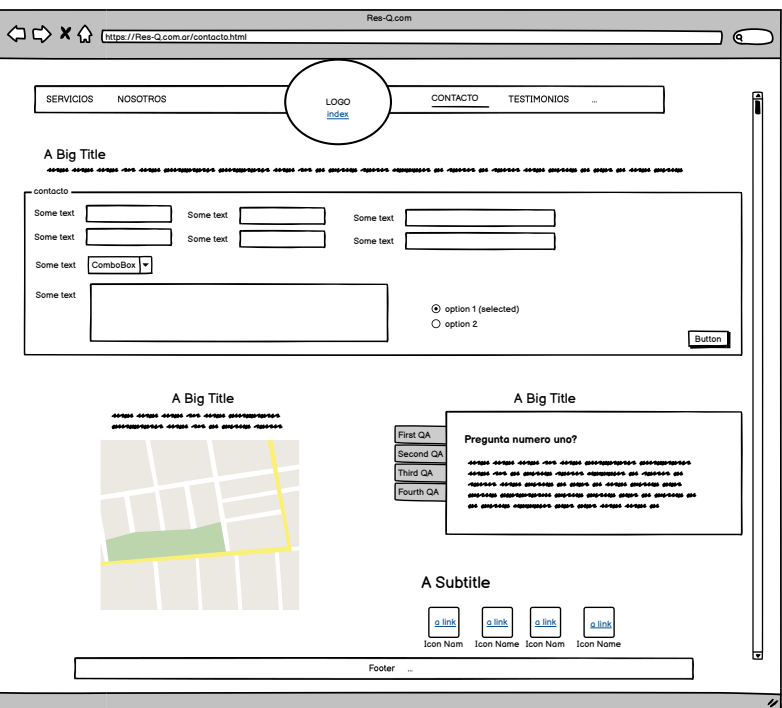 Res-Q.com
https://Res-Q.com.ar/contacto.html
SERVICIOS NOSOTROS LOGO CONTACTO TESTIMONIOS ...
index
A Big Title
contacto
Some text Some text Some text
Some text Some text Some text
Some text ComboBox
Some text
option 1 (selected)
option 2
Button
A Big Title
A Big Title
First QA
Second QA
Third QA
Fourth QA
Pregunta numero uno?
A Subtitle
a link a link a link a link
Icon Nam Icon Name Icon Nam Icon Name
Footer ...